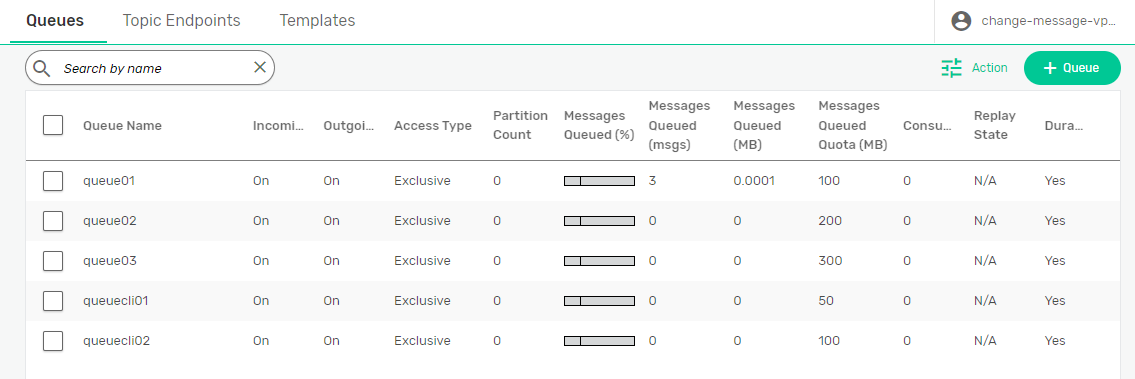 Queues Topic Endpoints Templates change-message-vp...
Search by name Action + Queue
Queue Name Incomi... Outgoi... Access Type Partition Count Messages Queued (%) Messages Queued (msgs) Messages Queued (MB) Messages Queued Quota (MB) Consu... Replay State Dura...
queue01 On On Exclusive 0 3 0.0001 100 0 N/A Yes
queue02 On On Exclusive 0 0 0 200 0 N/A Yes
queue03 On On Exclusive 0 0 0 300 0 N/A Yes
queuecli01 On On Exclusive 0 0 0 50 0 N/A Yes
queuecli02 On On Exclusive 0 0 0 100 0 N/A Yes